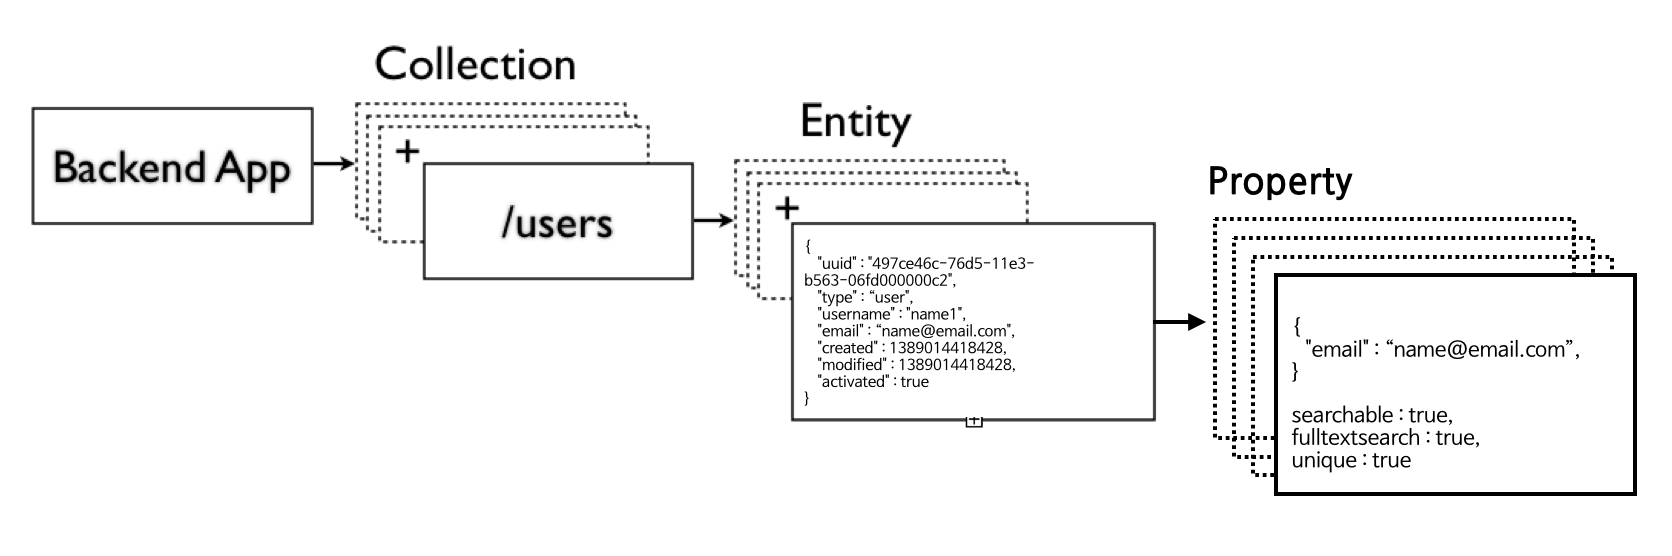 Collection
Backend App
+
/users
Entity
+
{
"uuid" : "497ce46c-76d5-11e3-
b563-06fd000000c2",
"type" : “user",
"username" : "name1",
"email" : “name@email.com",
"created" : 1389014418428,
"modified" : 1389014418428,
"activated" : true
}
+
Property
{
"email" : “name@email.com”,
}
searchable : true,
fulltextsearch : true,
unique : true